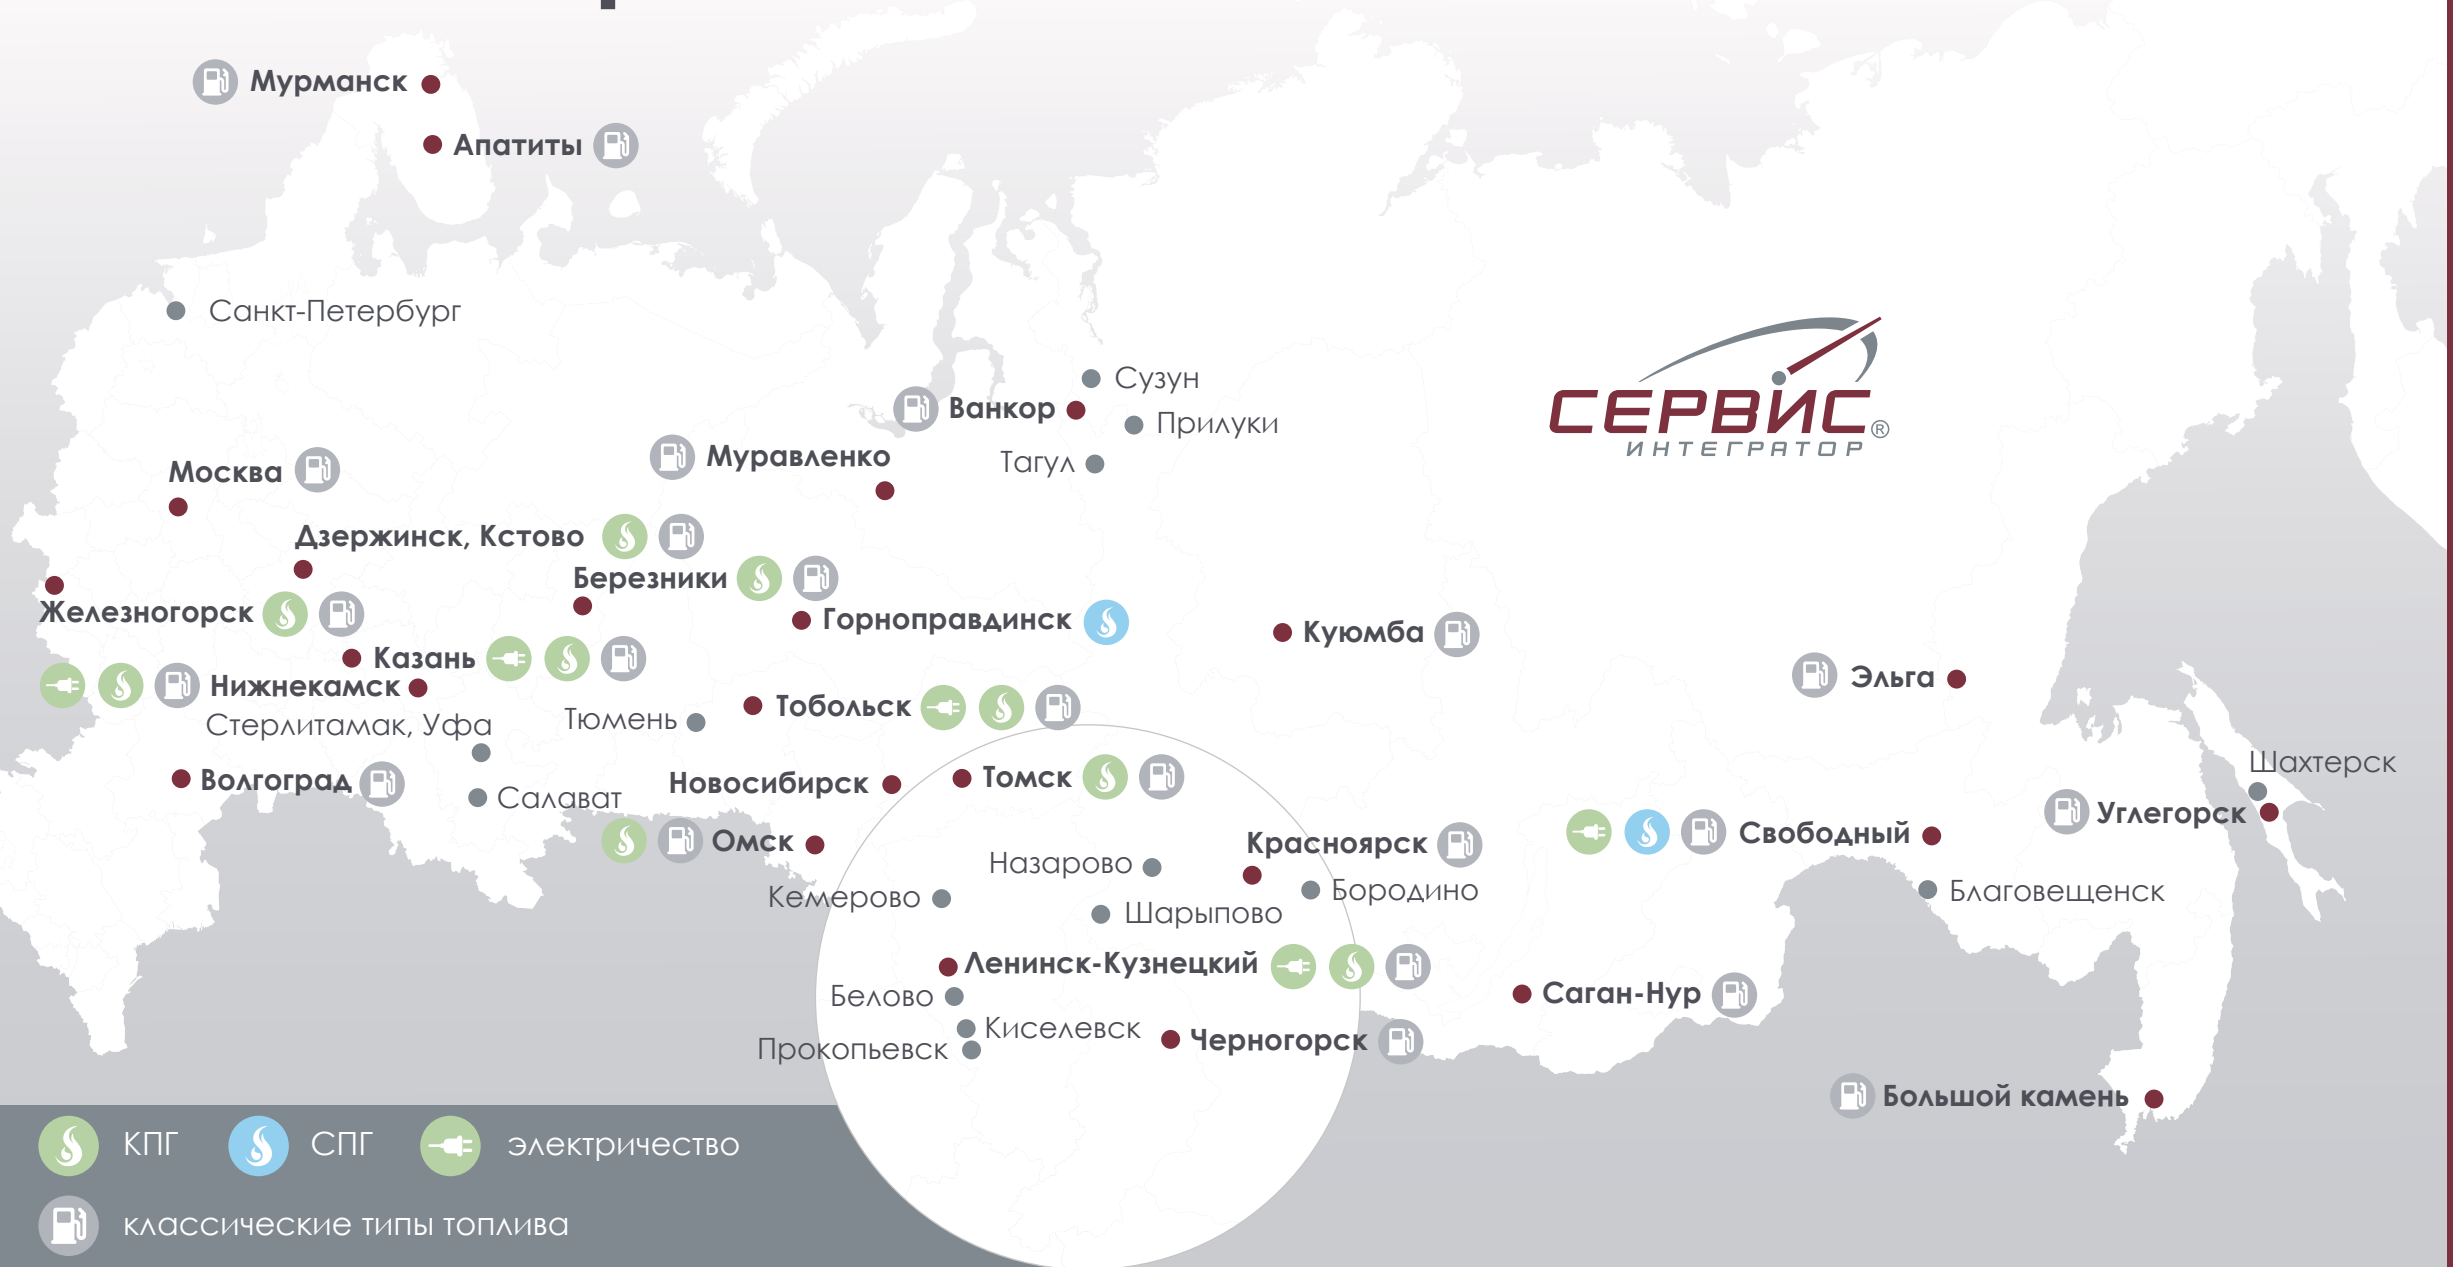 Мурманск
Апатиты
Санкт-Петербург
Сузун
Ванкор
Прилуки
Тагул
СЕРВИС®
ИНТЕГРАТОР
Муравленко
Москва
Дзержинск, Кстово
Березники
Железногорск
Горноправдинск
Куюмба
Казань
Нижнекамск
Эльга
Стерлитамак, Уфа
Тюмень
Тобольск
Волгоград
Салават
Новосибирск
Томск
Шахтерск
Углегорск
Омск
Красноярск
Свободный
Назарово
Кемерово
Бородино
Благовещенск
Шарыпово
Ленинск-Кузнецкий
Белово
Саган-Нур
Киселевск
Прокопьевск
Черногорск
Большой камень
КПГ
СПГ
электричество
классические типы топлива